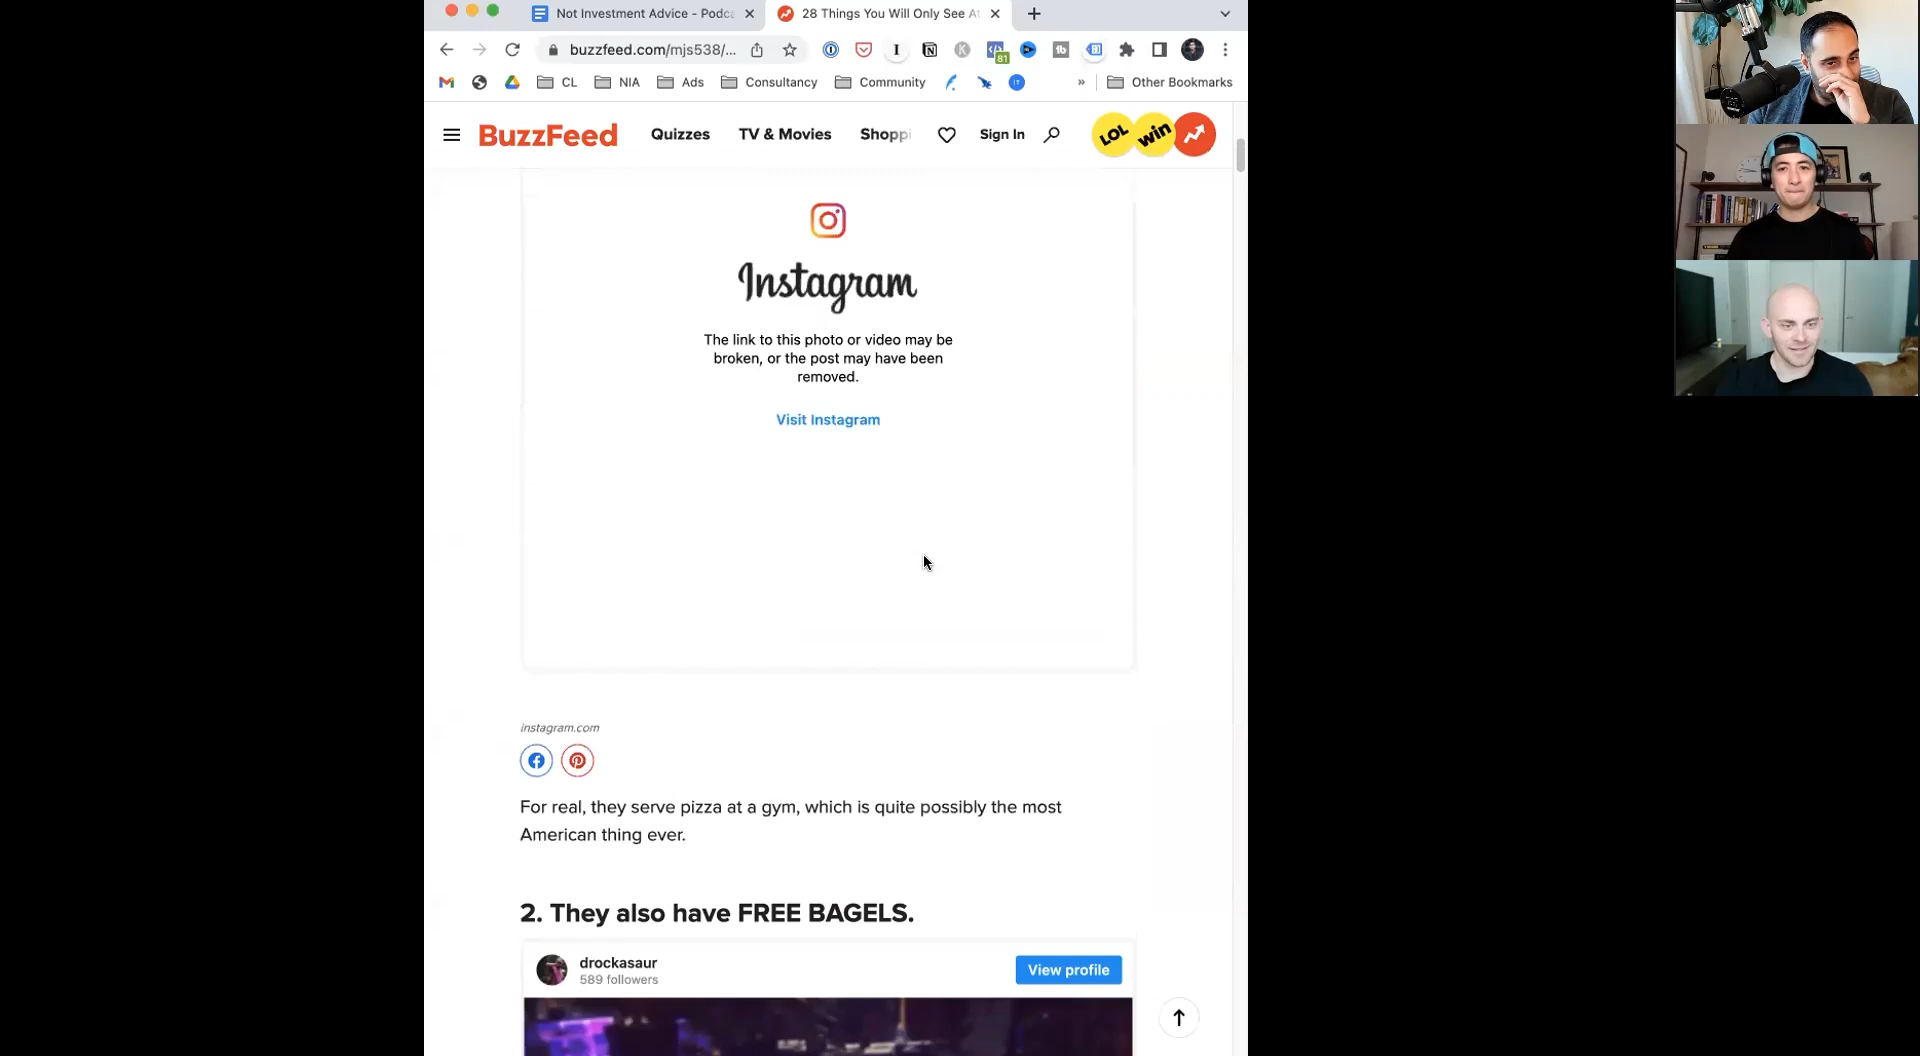 Not Investment Advice - Podca
28 Things You Will Only See At
buzzfeed.com/mjs538/...
81
CL
NIA
Ads
Consultancy
Community
»
Other Bookmarks
BuzzFeed
Quizzes
TV & Movies
Shoppi
Sign In
LOL
win
Instagram
The link to this photo or video may be
broken, or the post may have been
removed.
Visit Instagram
instagram.com
For real, they serve pizza at a gym, which is quite possibly the most
American thing ever.
2. They also have FREE BAGELS.
drockasaur
589 followers
View profile